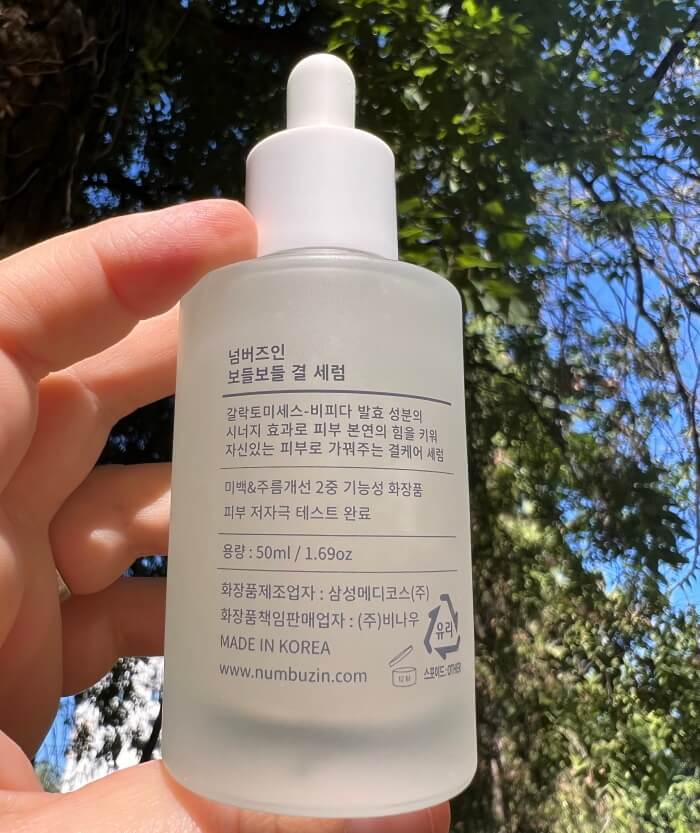 넘버즈인
보들보들 결 세럼
갈락토미세스-비피다 발효 성분의
시너지 효과로 피부 본연의 힘을 키워
자신있는 피부로 가꿔주는 결케어 세럼
미백&주름개선 2중 기능성 화장품
피부 저자극 테스트 완료
용량 : 50ml / 1.69oz
화장품제조업자 : 삼성메디코스(주)
화장품책임판매업자 : (주)비나우
유리
MADE IN KOREA
www.numbuzin.com
12 M
스포이드: OTHER